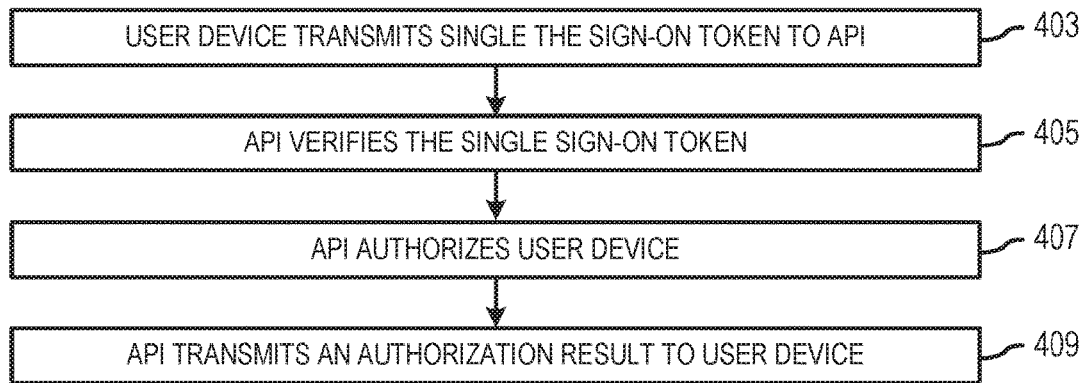 USER DEVICE TRANSMITS SINGLE THE SIGN-ON TOKEN TO API 403
API VERIFIES THE SINGLE SIGN-ON TOKEN 405
API AUTHORIZES USER DEVICE 407
API TRANSMITS AN AUTHORIZATION RESULT TO USER DEVICE 409